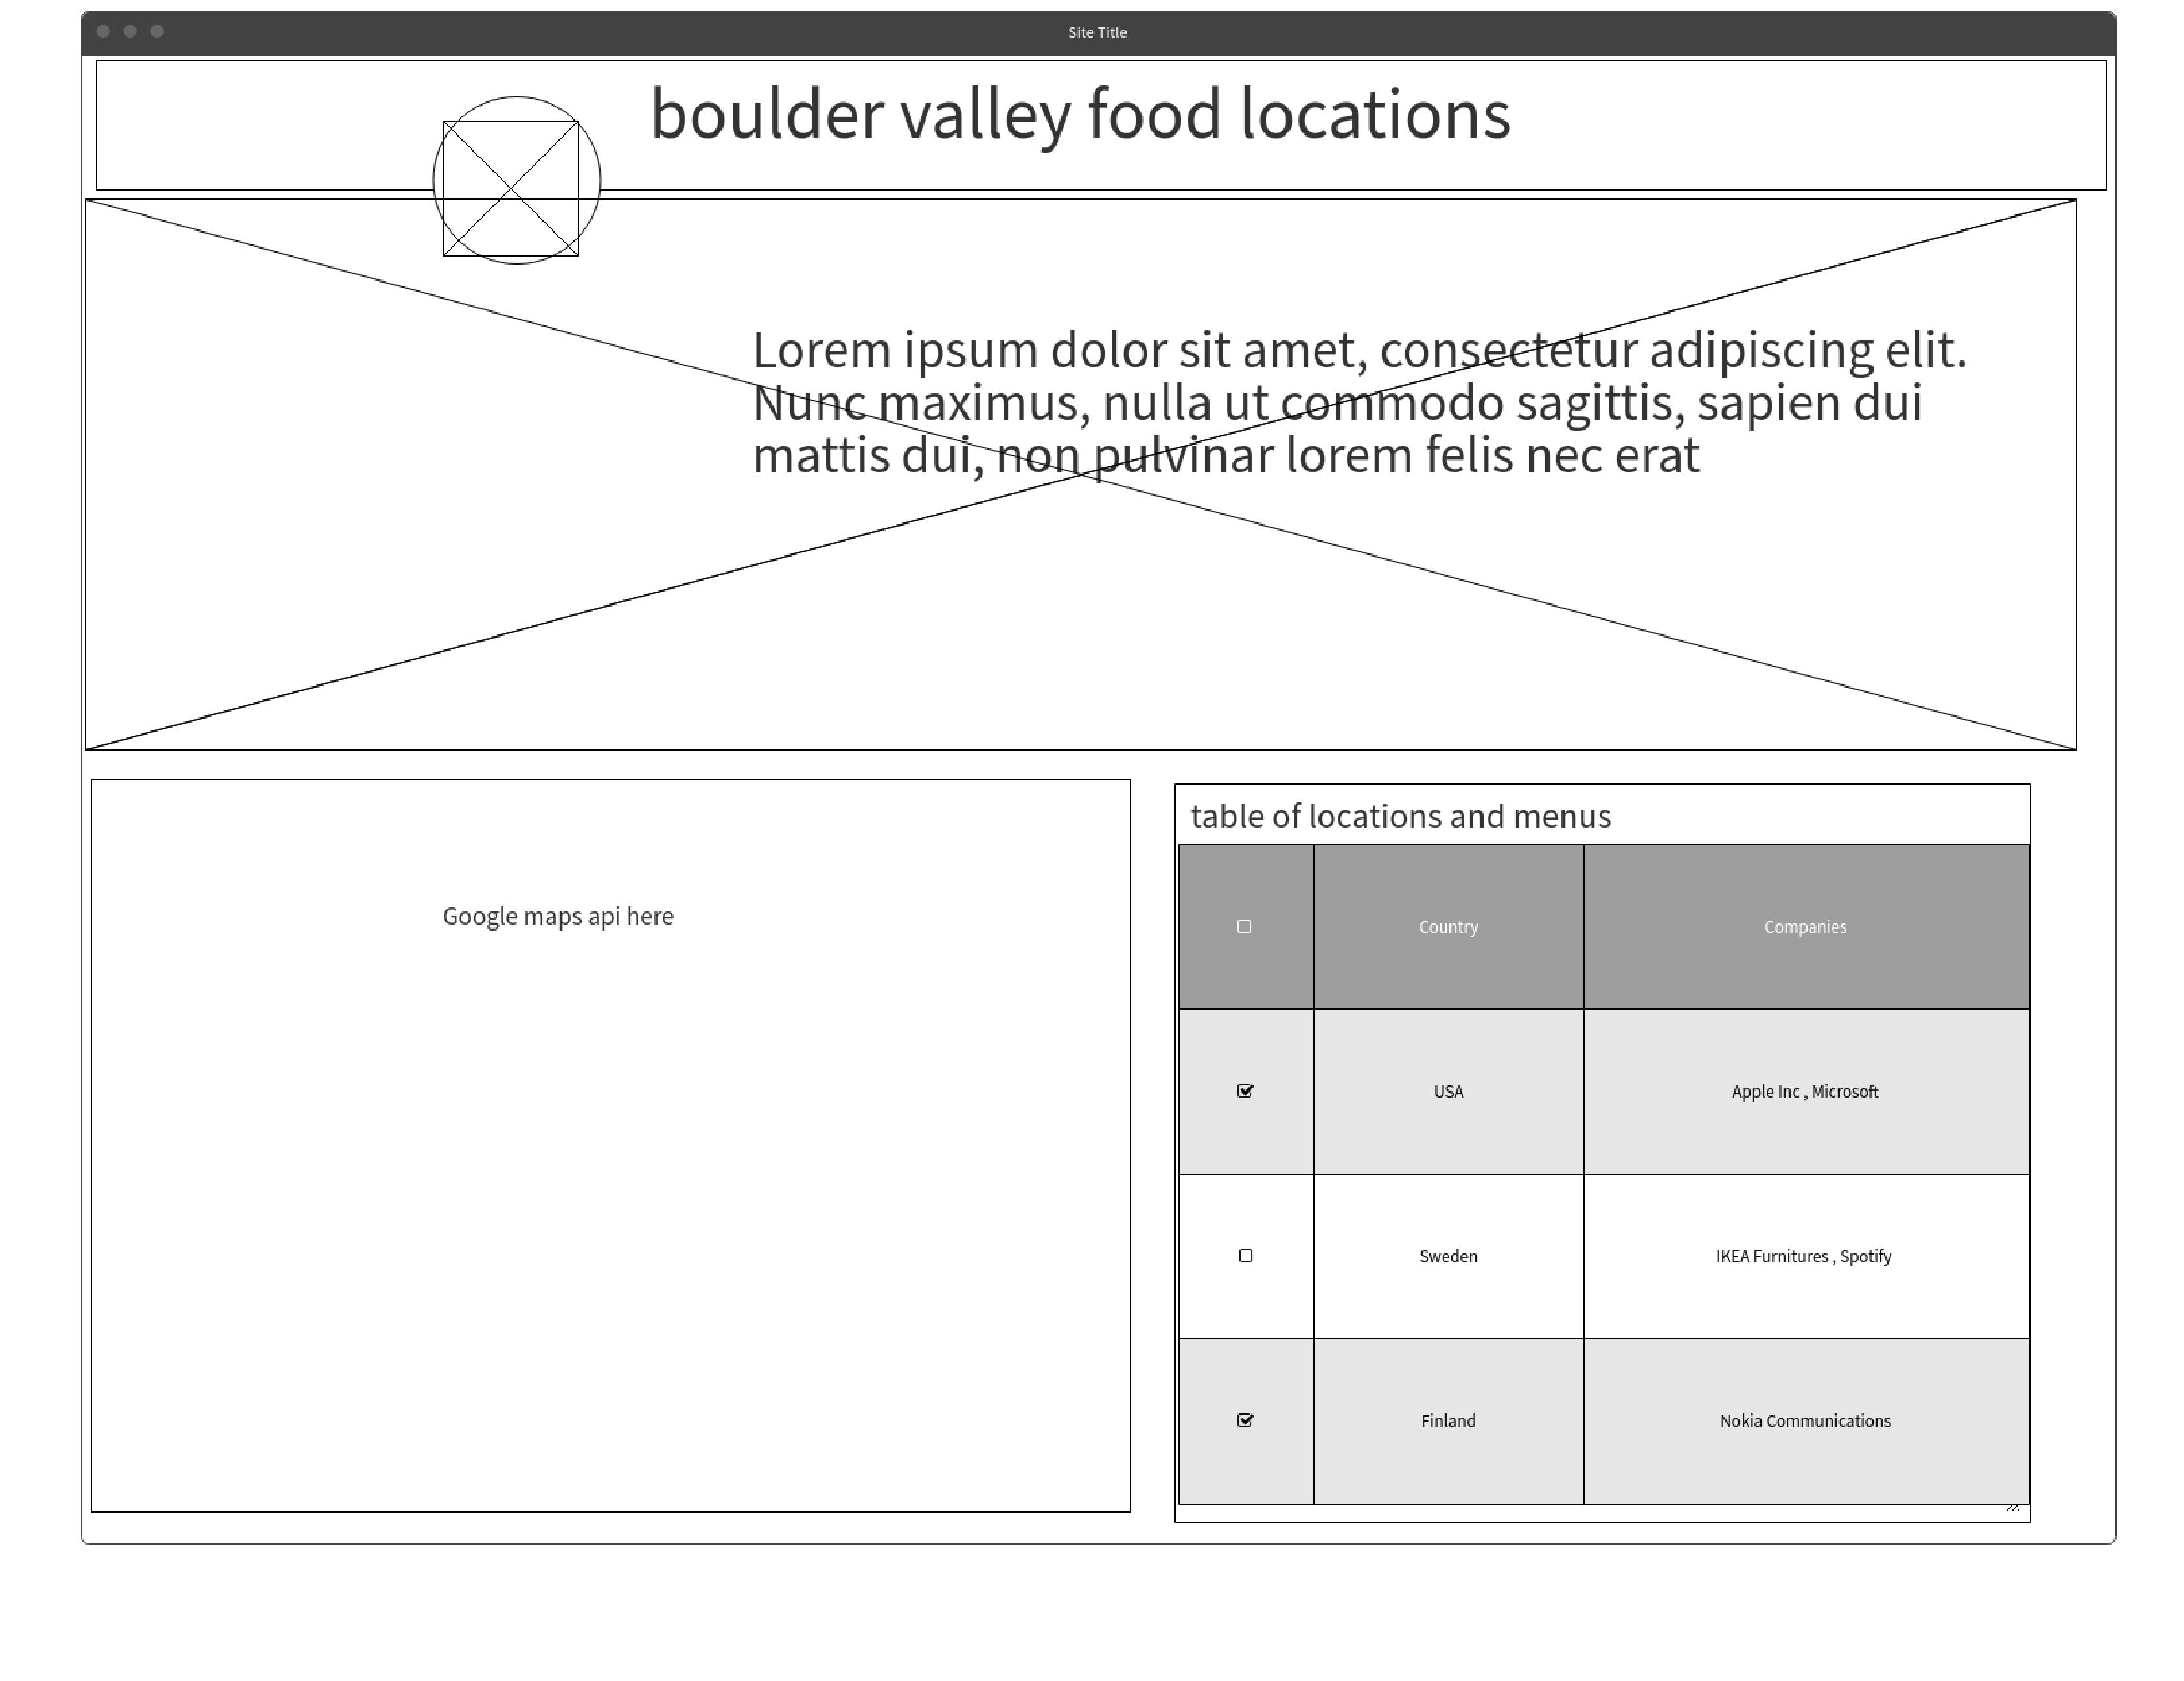 Site Title
boulder valley food locations
Lorem ipsum dolor sit amet, consectetur adipiscing elit.
Nunc maximus, nulla ut commodo sagittis, sapien dui
mattis dui, non pulvinar lorem felis nec erat
Google maps api here
table of locations and menus
Country Companies
USA Apple Inc , Microsoft
Sweden IKEA Furnitures , Spotify
Finland Nokia Communications